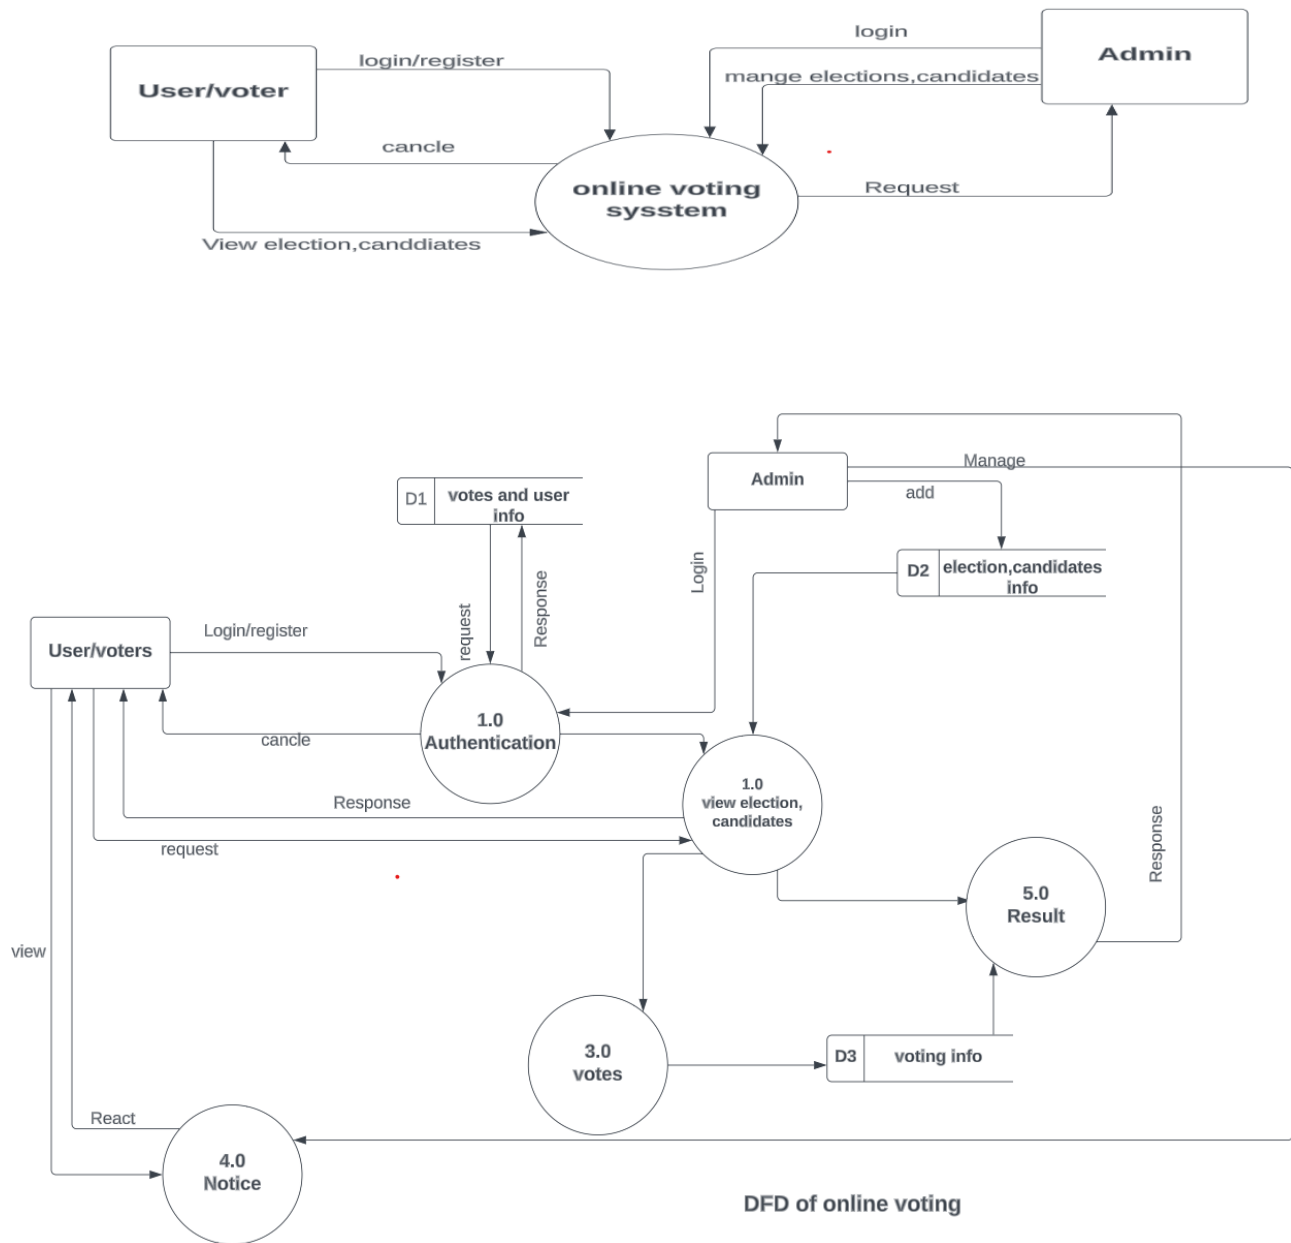 login
Admin
login/register
mange elections,candidates
User/voter
cancle
online voting
sysstem
Request
View election,canddiates
Admin
Manage
add
D1
votes and user
info
Login
D2
election,candidates
info
request
Response
User/voters
Login/register
1.0
Authentication
cancle
1.0
view election,
candidates
Response
request
Response
5.0
Result
view
3.0
votes
D3
voting info
React
4.0
Notice
DFD of online voting